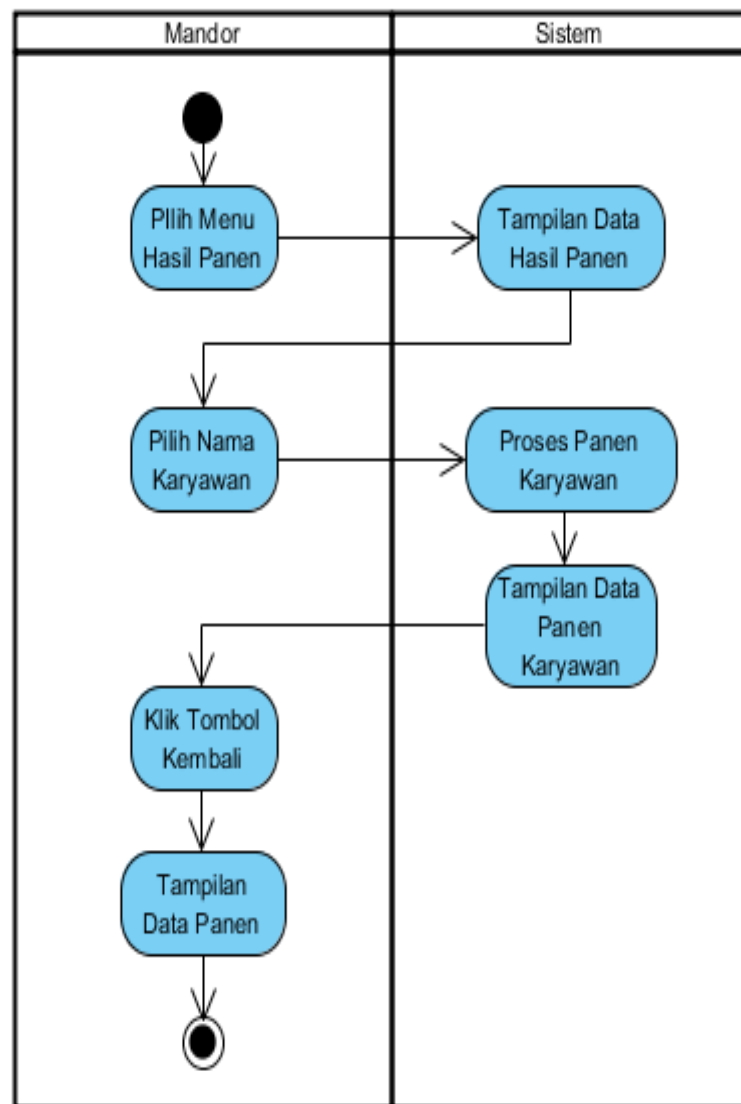 Mandor
Sistem
PIlih Menu
Hasil Panen
Tampilan Data
Hasil Panen
Pilih Nama
Karyawan
Proses Panen
Karyawan
Tampilan Data
Panen
Karyawan
Klik Tombol
Kembali
Tampilan
Data Panen